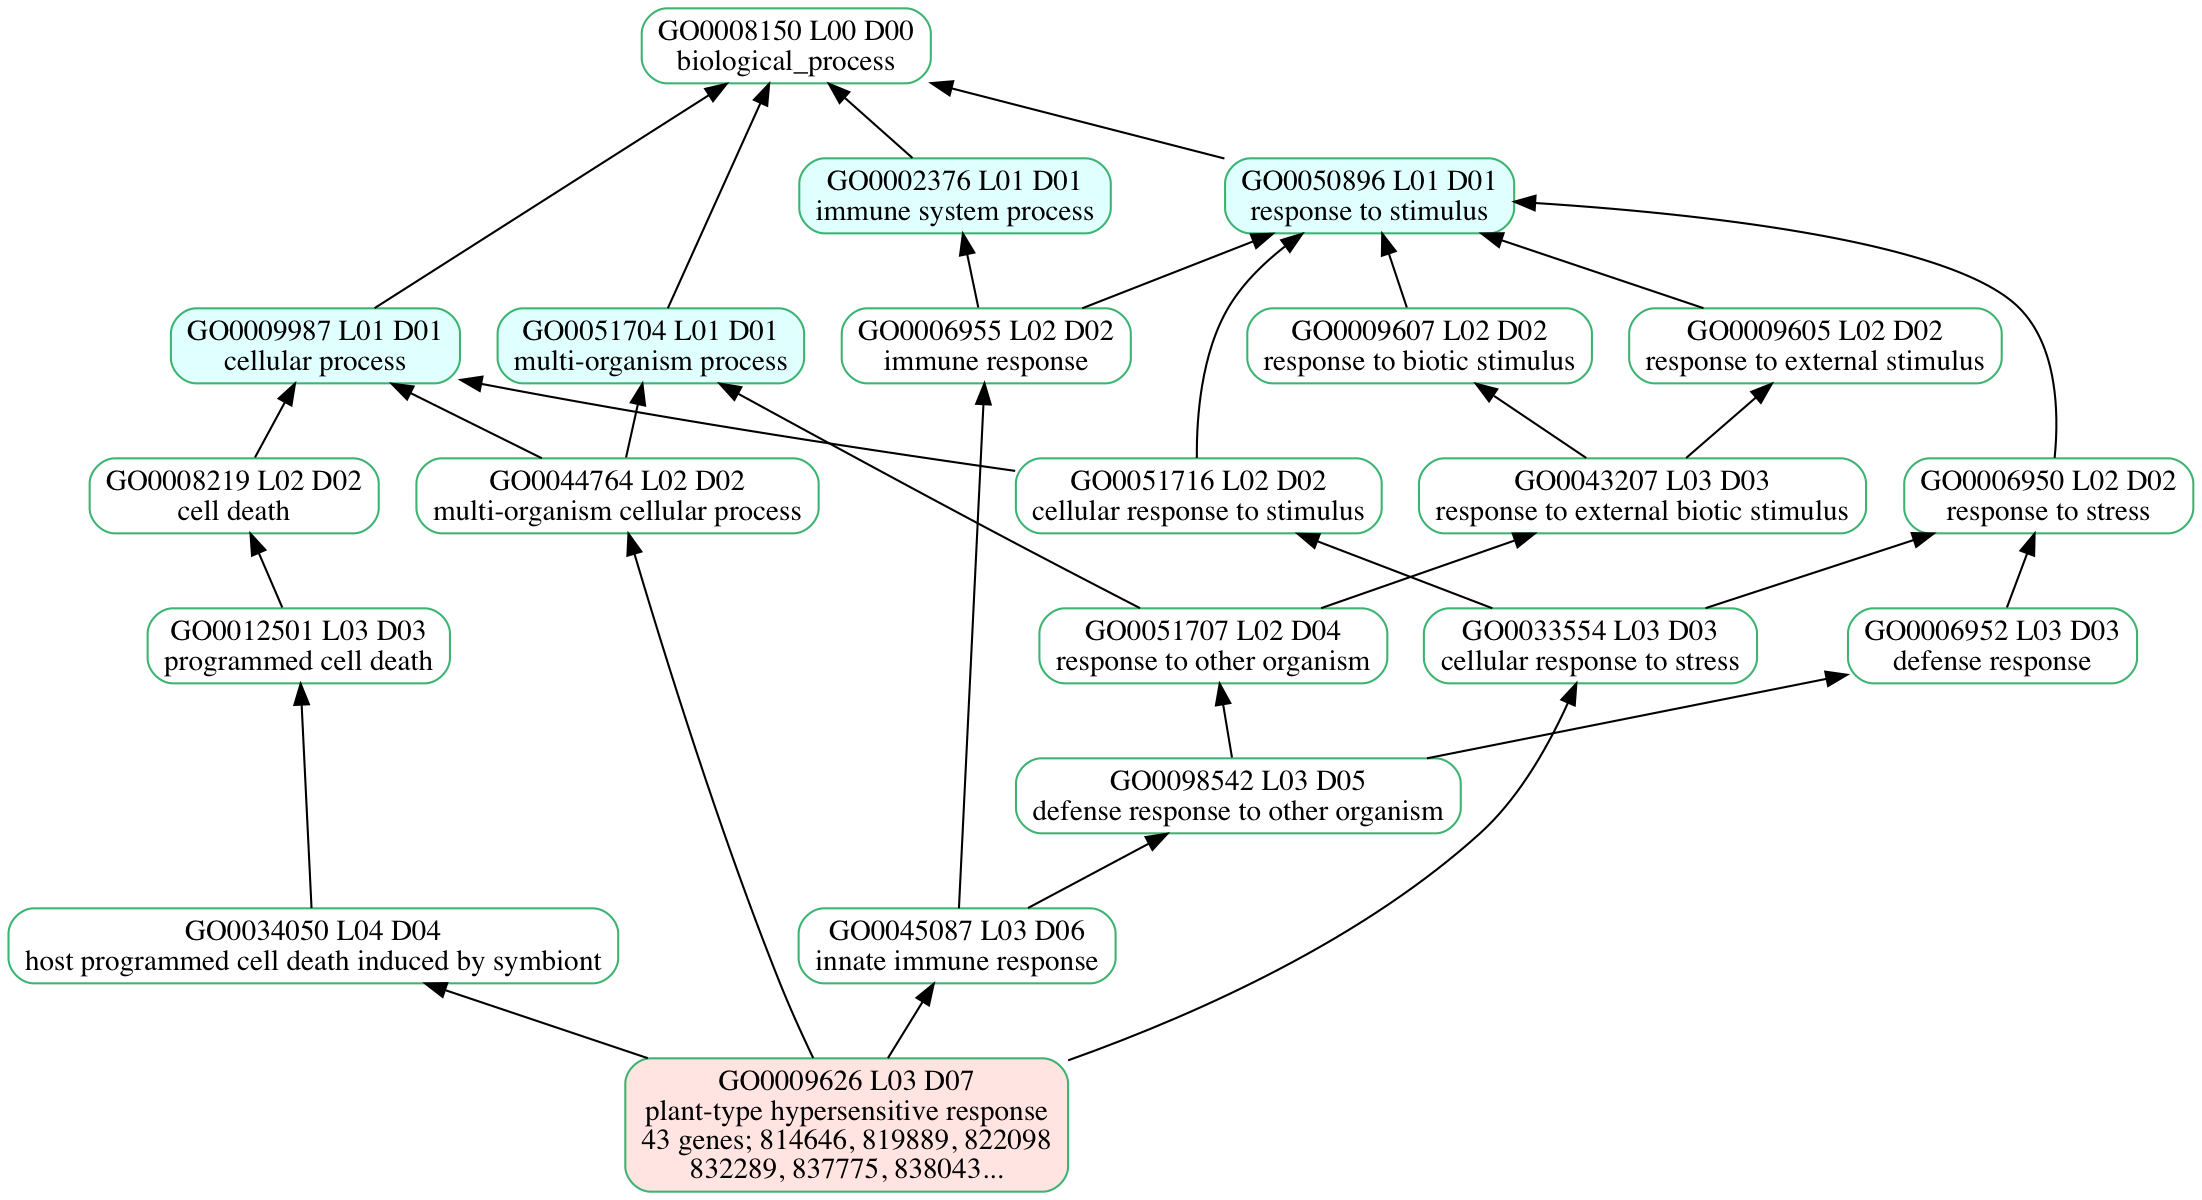 GO0008150 L00 D00
biological_process
GO0002376 L01 D01
immune system process
GO0050896 L01 D01
response to stimulus
GO0009987 L01 D01
cellular process
GO0051704 L01 D01
multi-organism process
GO0006955 L02 D02
immune response
GO0009607 L02 D02
response to biotic stimulus
GO0009605 L02 D02
response to external stimulus
GO0008219 L02 D02
cell death
GO0044764 L02 D02
multi-organism cellular process
GO0051716 L02 D02
cellular response to stimulus
GO0043207 L03 D03
response to external biotic stimulus
GO0006950 L02 D02
response to stress
GO0012501 L03 D03
programmed cell death
GO0051707 L02 D04
response to other organism
GO0033554 L03 D03
cellular response to stress
GO0006952 L03 D03
defense response
GO0098542 L03 D05
defense response to other organism
GO0034050 L04 D04
host programmed cell death induced by symbiont
GO0045087 L03 D06
innate immune response
GO0009626 L03 D07
plant-type hypersensitive response
43 genes; 814646, 819889, 822098
832289, 837775, 838043...